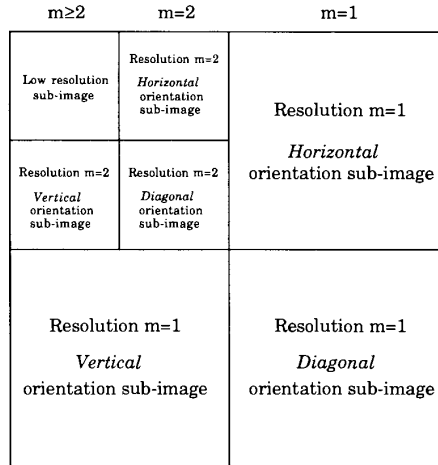 m≥2
m=2
m=1
Low resolution
sub-image
Resolution m=2
Horizontal
orientation
sub-image
Resolution m=1
Horizontal
orientation sub-image
Resolution m=2
Vertical
orientation
sub-image
Resolution m=2
Diagonal
orientation
sub-image
Resolution m=1
Vertical
orientation sub-image
Resolution m=1
Diagonal
orientation sub-image